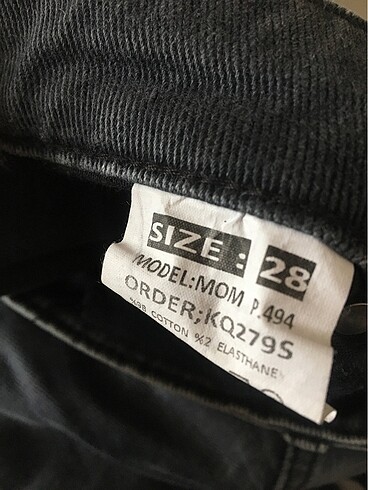 SIZE : 28
MODEL:MOM P.494
ORDER;KQ279S
%98 COTTON %2 ELASTHANE